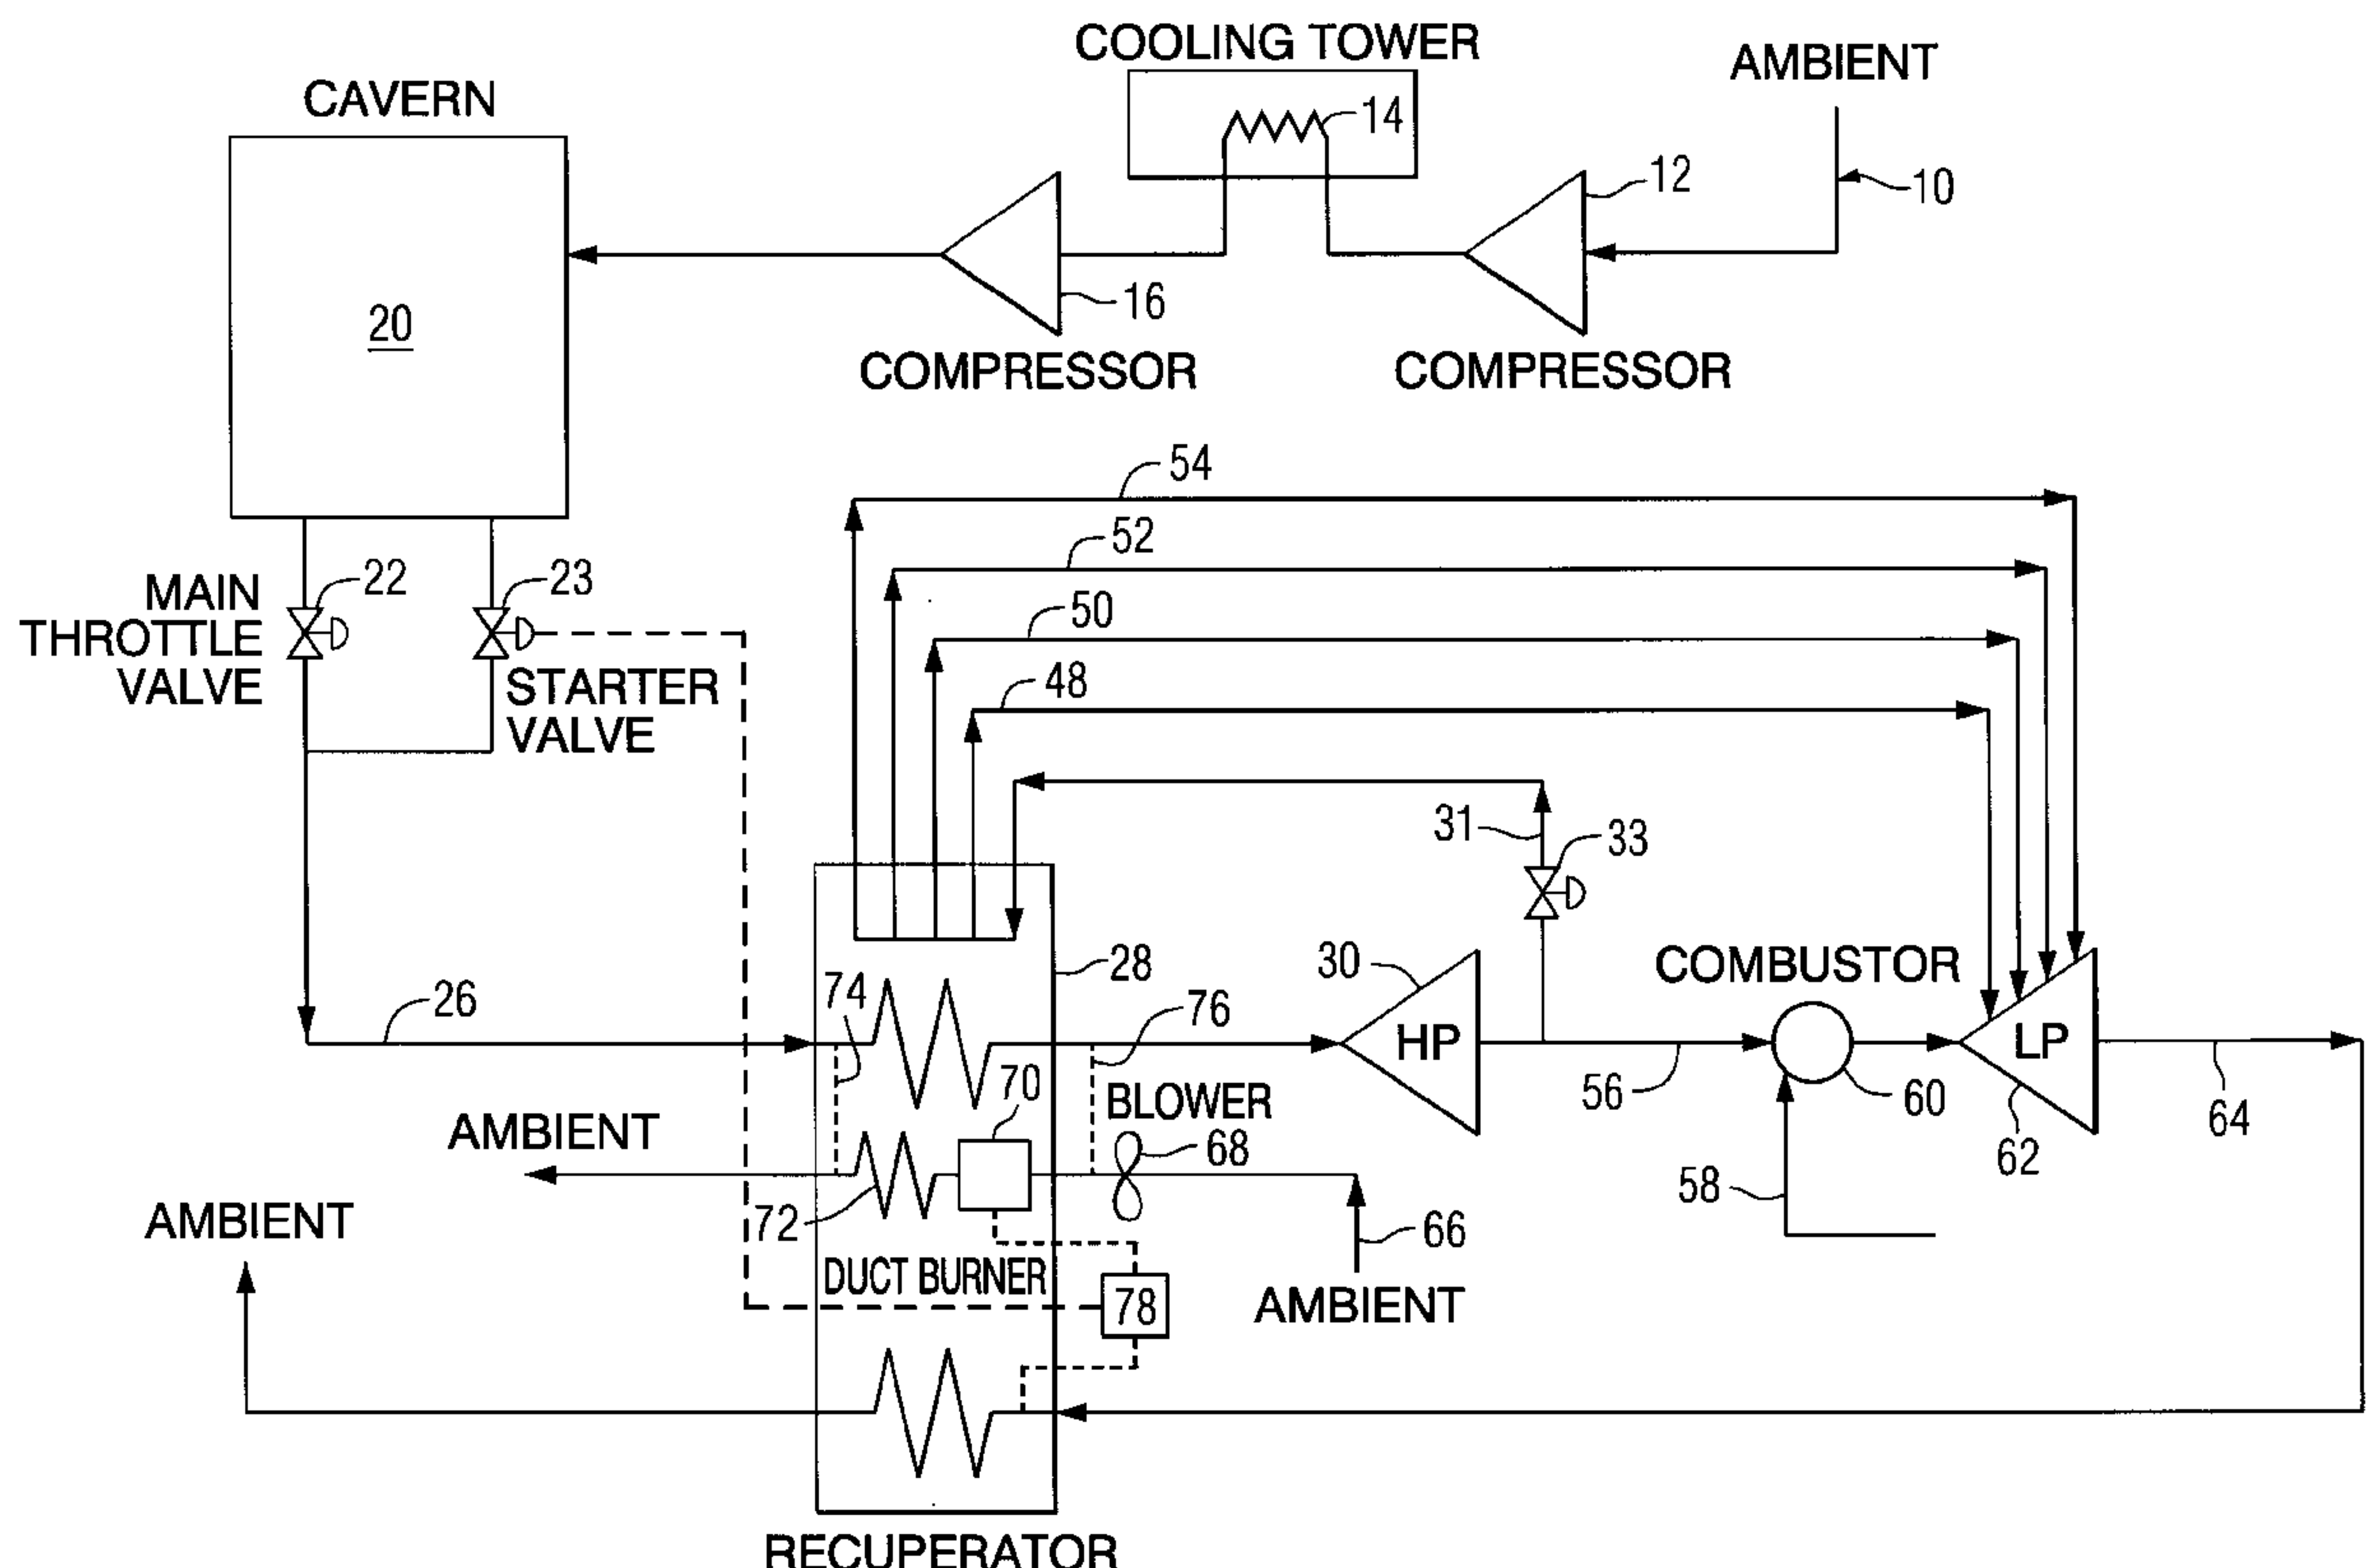 COOLING TOWER
AMBIENT
CAVERN
14
12
10
20
16
COMPRESSOR
COMPRESSOR
54
52
22
23
MAIN
THROTTLE
VALVE
50
STARTER
VALVE
48
31
33
28
30
COMBUSTOR
74
26
76
HP
LP
70
56
60
BLOWER
64
AMBIENT
68
62
58
72
66
AMBIENT
DUCT BURNER
78
AMBIENT
RECUPERATOR